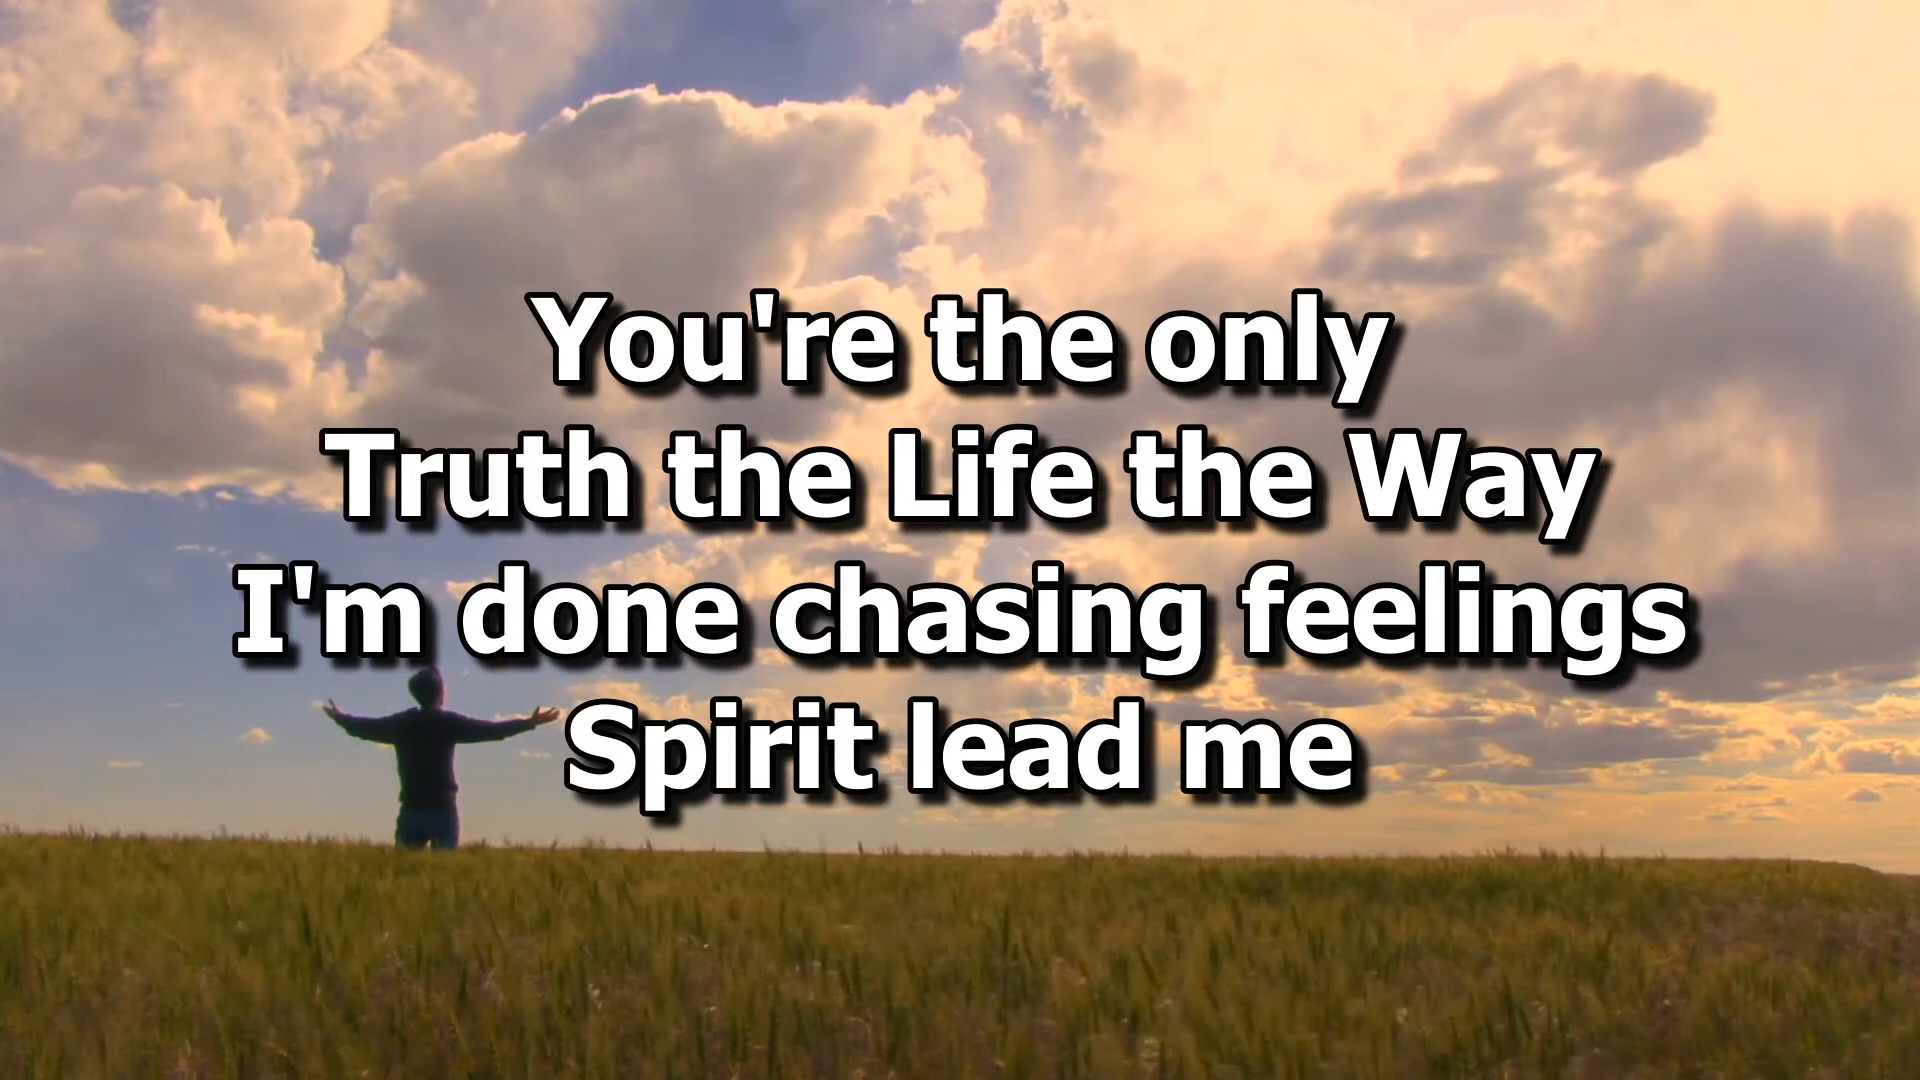 You're the only
Truth the Life the Way
I'm done chasing feelings
Spirit lead me